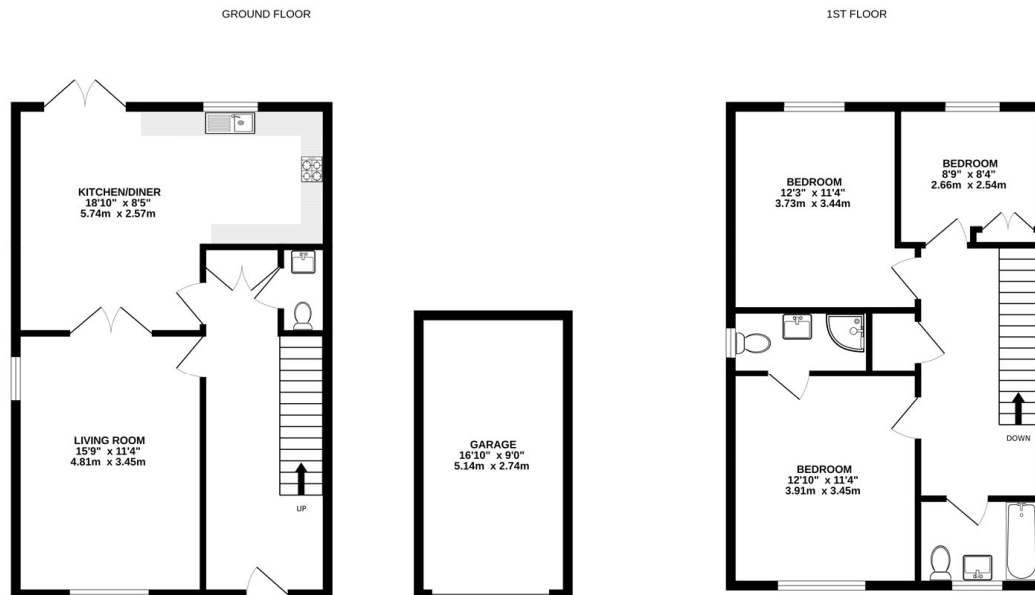 GROUND FLOOR
1ST FLOOR
KITCHEN/DINER
18'10" x 8'5"
5.74m x 2.57m
BEDROOM
12'3" x 11'4"
3.73m x 3.44m
BEDROOM
8'9" x 8'4"
2.66m x 2.54m
LIVING ROOM
15'9" x 11'4"
4.81m x 3.45m
UP
GARAGE
16'10" x 9'0"
5.14m x 2.74m
BEDROOM
12'10" x 11'4"
3.91m x 3.45m
DOWN